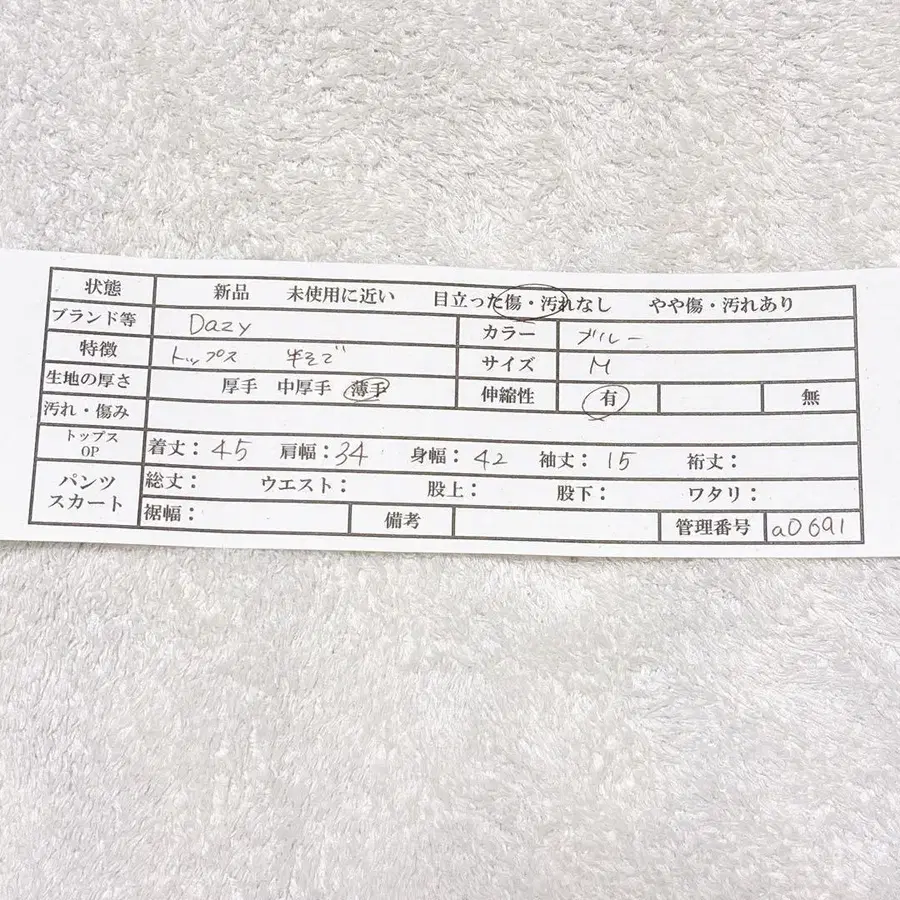 状態 新品 未使用に近い 目立った傷・汚れなし やや傷・汚れあり
ブランド等 Dazy カラー ブルー
特徴 トップス 半そで サイズ M
生地の厚さ 厚手 中厚手 薄手 伸縮性 有 無
汚れ・傷み
トップス OP 着丈：45 肩幅：34 身幅：42 袖丈：15 裄丈：
パンツ スカート 総丈： ウエスト： 股上： 股下： ワタリ：
裾幅： 備考 管理番号 a0691